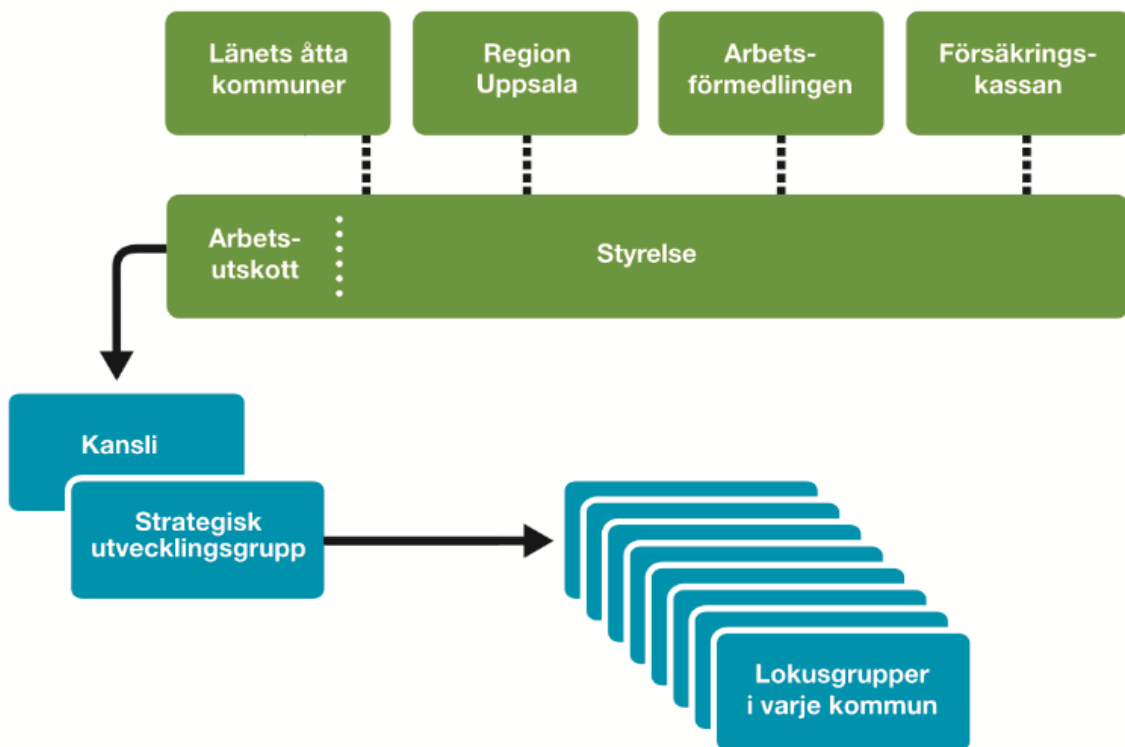 Länets åtta
kommuner
Region
Uppsala
Arbets-
förmedlingen
Försäkrings-
kassan
Arbets-
utskott
Styrelse
Kansli
Strategisk
utvecklingsgrupp
Lokusgrupper
i varje kommun